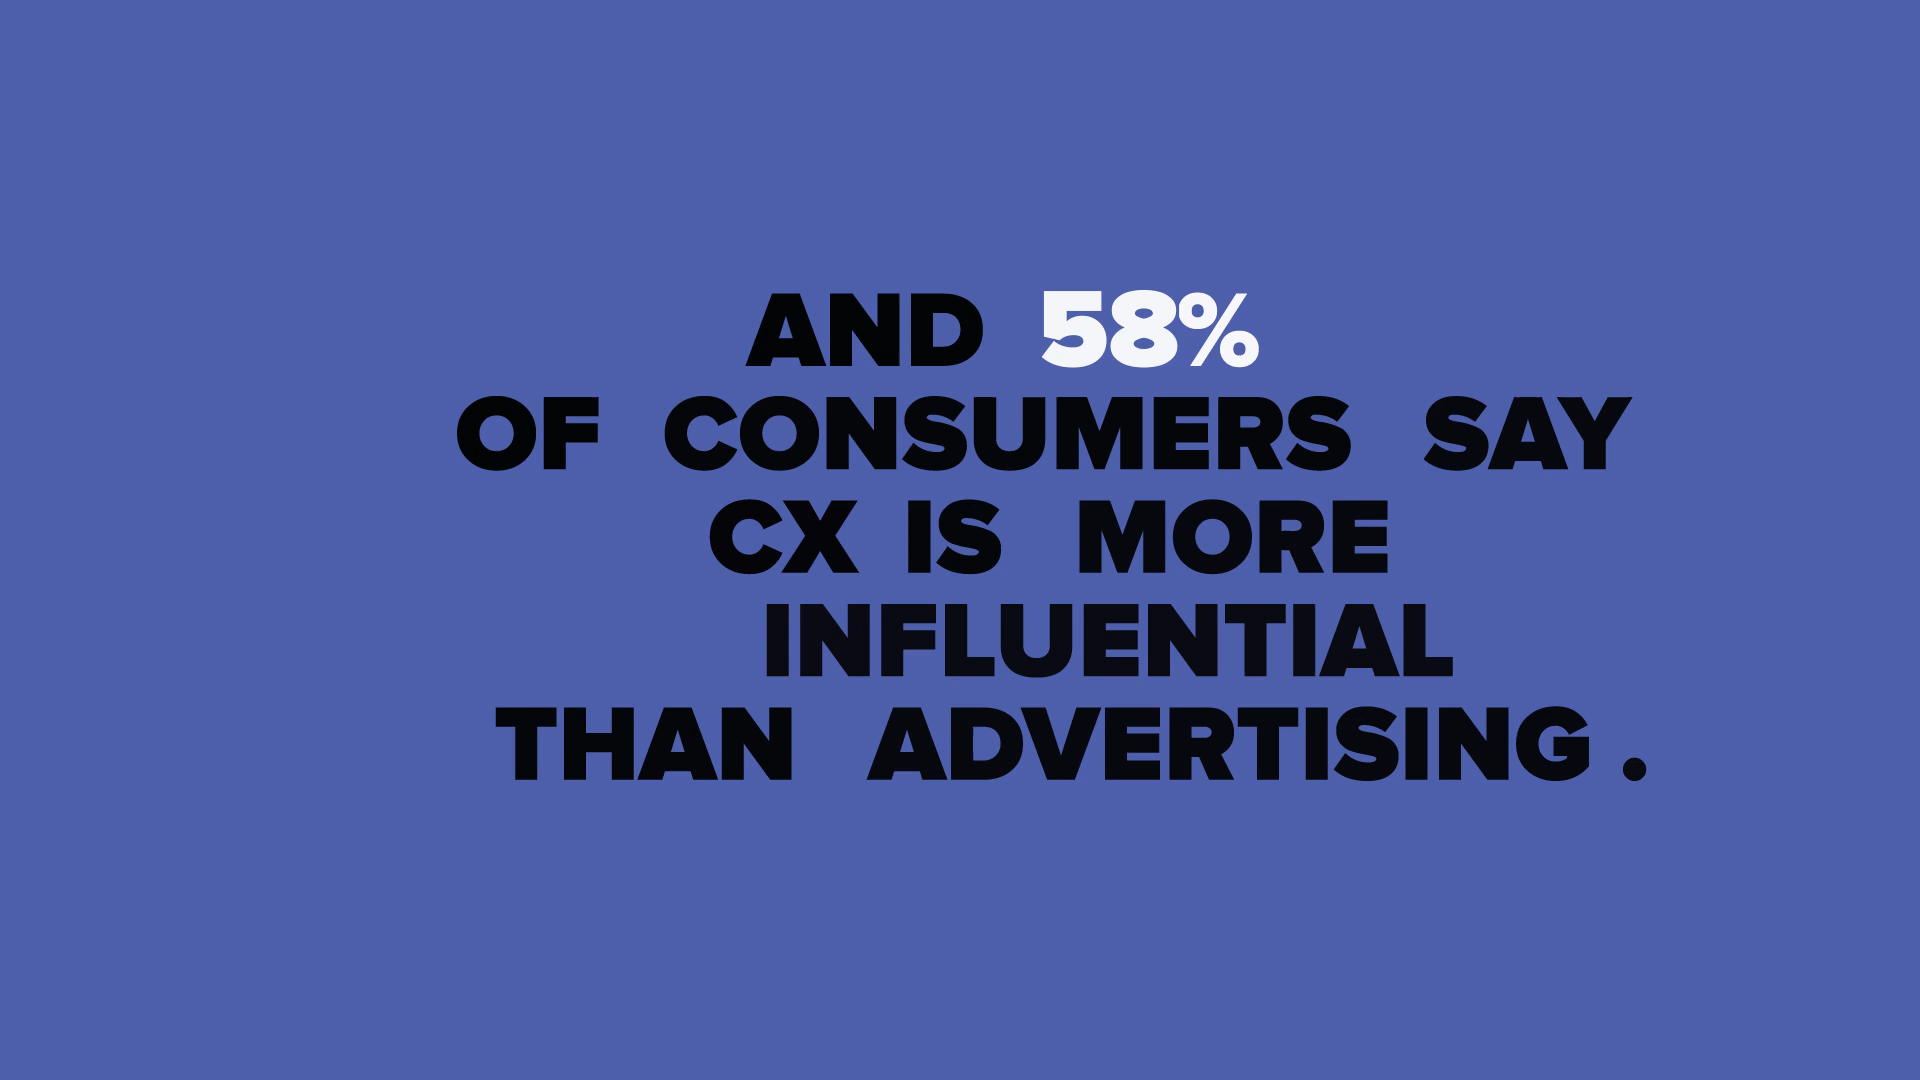 AND 58%
OF CONSUMERS SAY
CX IS MORE
INFLUENTIAL
THAN ADVERTISING .